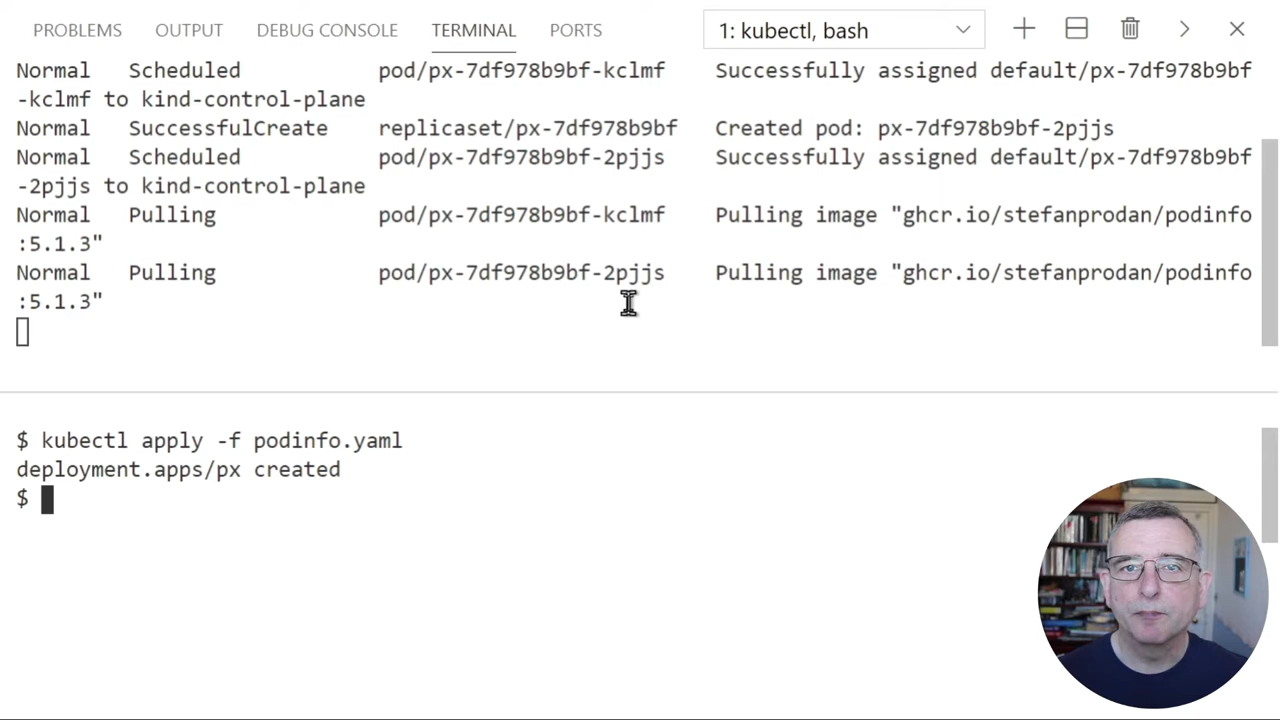 PROBLEMS OUTPUT DEBUG CONSOLE TERMINAL PORTS 1: kubectl, bash
Normal Scheduled pod/px-7df978b9bf-kclmf Successfully assigned default/px-7df978b9bf
-kclmf to kind-control-plane
Normal SuccessfulCreate replicaset/px-7df978b9bf Created pod: px-7df978b9bf-2pjjs
Normal Scheduled pod/px-7df978b9bf-2pjjs Successfully assigned default/px-7df978b9bf
-2pjjs to kind-control-plane
Normal Pulling pod/px-7df978b9bf-kclmf Pulling image "ghcr.io/stefanprodan/podinfo
:5.1.3"
Normal Pulling pod/px-7df978b9bf-2pjjs Pulling image "ghcr.io/stefanprodan/podinfo
:5.1.3"
$ kubectl apply -f podinfo.yaml
deployment.apps/px created
$